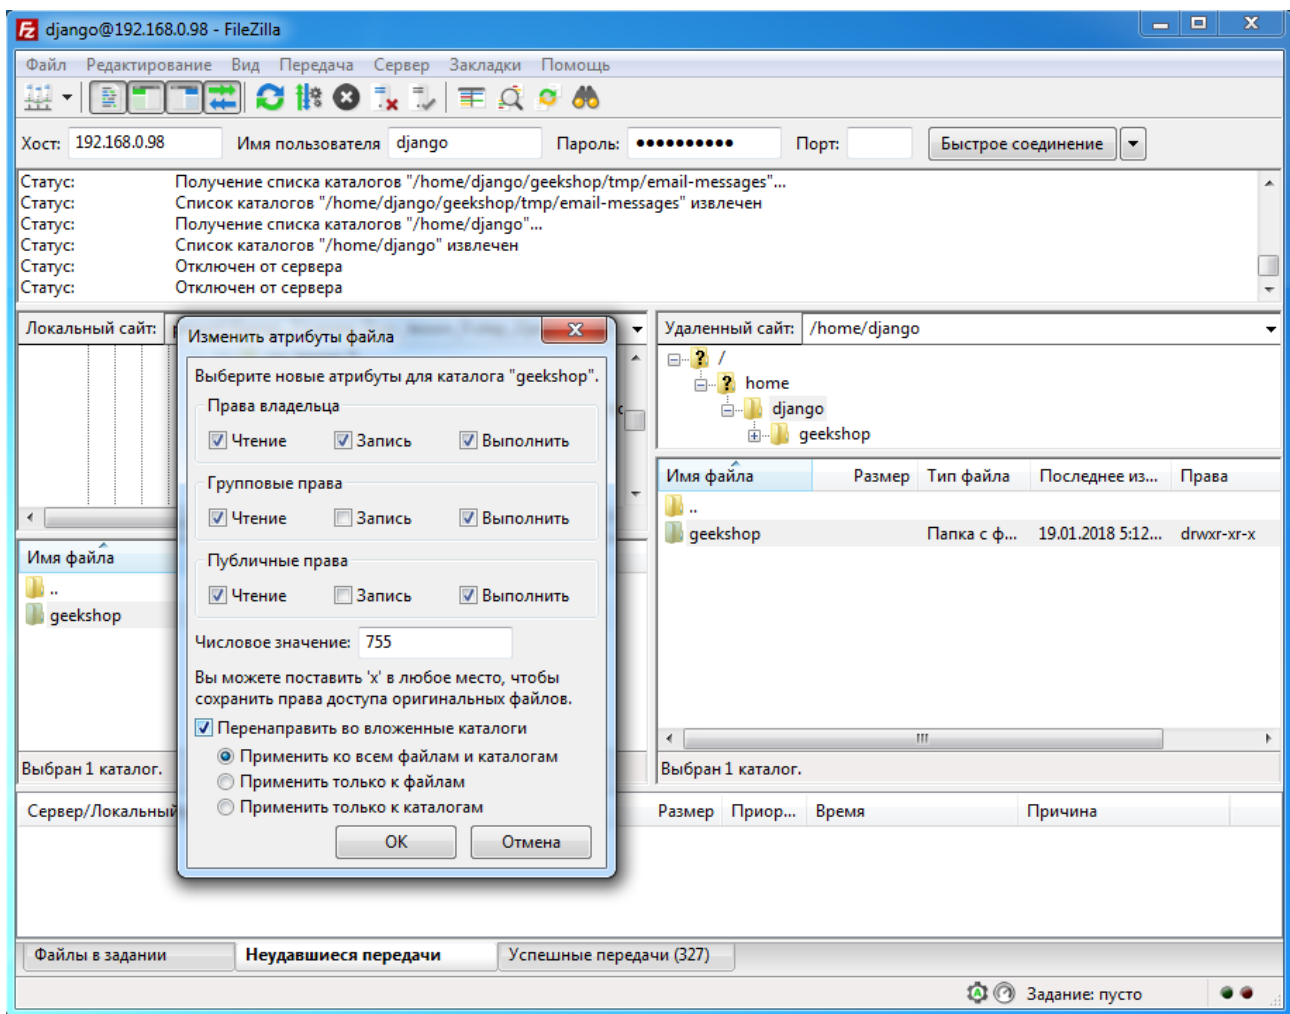 django@192.168.0.98 - FileZilla
Файл Редактирование Вид Передача Сервер Закладки Помощь
Хост: 192.168.0.98 Имя пользователя django Пароль: •••••••••• Порт: Быстрое соединение
Статус: Получение списка каталогов "/home/django/geekshop/tmp/email-messages"...
Статус: Список каталогов "/home/django/geekshop/tmp/email-messages" извлечен
Статус: Получение списка каталогов "/home/django"...
Статус: Список каталогов "/home/django" извлечен
Статус: Отключен от сервера
Статус: Отключен от сервера
Локальный сайт:
Имя файла
..
geekshop
Выбран 1 каталог.
Изменить атрибуты файла
Выберите новые атрибуты для каталога "geekshop".
Права владельца
Чтение Запись Выполнить
Групповые права
Чтение Запись Выполнить
Публичные права
Чтение Запись Выполнить
Числовое значение: 755
Вы можете поставить 'x' в любое место, чтобы
сохранить права доступа оригинальных файлов.
Перенаправить во вложенные каталоги
Применить ко всем файлам и каталогам
Применить только к файлам
Применить только к каталогам
OK Отмена
Удаленный сайт: /home/django
/
home
django
geekshop
Имя файла Размер Тип файла Последнее из... Права
..
geekshop Папка с ф... 19.01.2018 5:12... drwxr-xr-x
Выбран 1 каталог.
Сервер/Локальный Размер Приор... Время Причина
Файлы в задании Неудавшиеся передачи Успешные передачи (327)
Задание: пусто